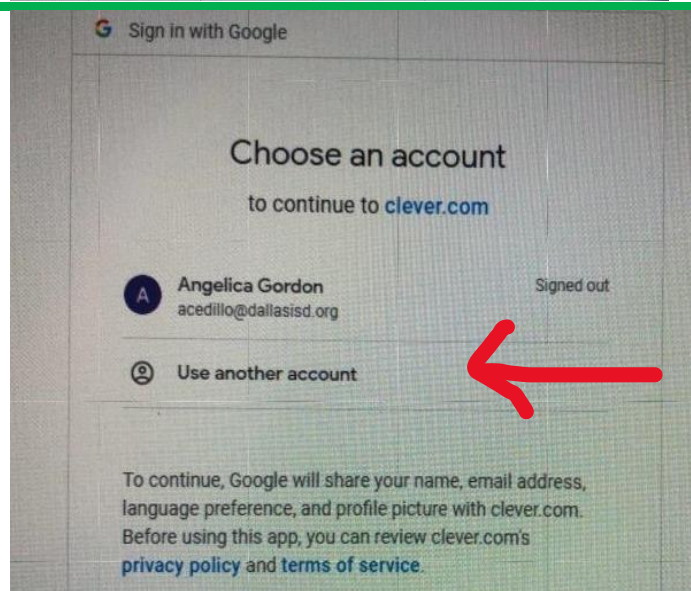 Sign in with Google
Choose an account
to continue to clever.com
A
Angelica Gordon
Signed out
acedillo@dallasisd.org
Use another account
To continue, Google will share your name, email address,
language preference, and profile picture with clever.com.
Before using this app, you can review clever.com's
privacy policy and terms of service.